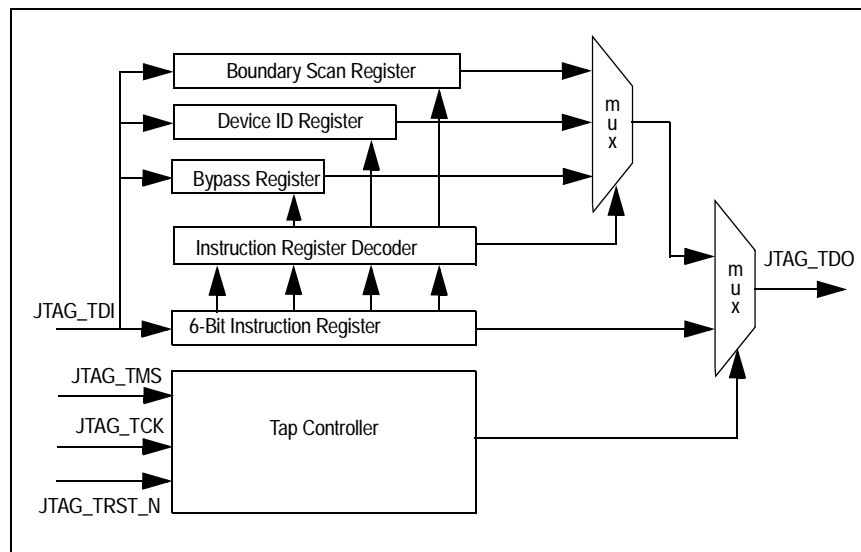 Boundary Scan Register
m
u
x
Device ID Register
Bypass Register
Instruction Register Decoder
m
u
x
JTAG_TDO
JTAG_TDI
6-Bit Instruction Register
JTAG_TMS
JTAG_TCK
Tap Controller
JTAG_TRST_N